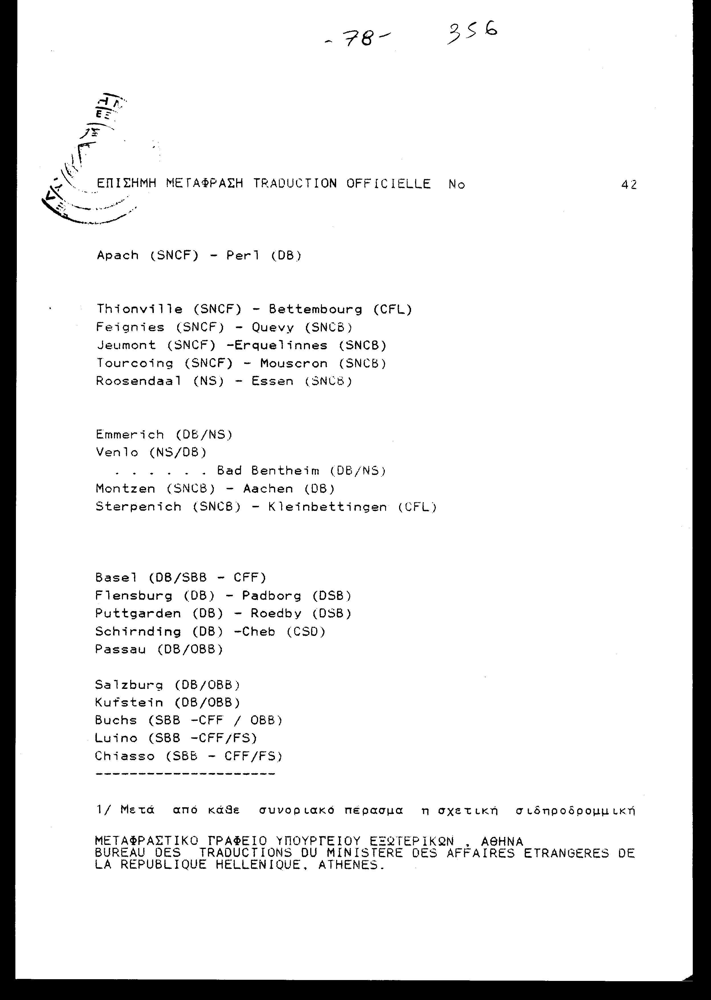 - 78 - 356
ΕΠΙΣΗΜΗ ΜΕΤΑΦΡΑΣΗ TRADUCTION OFFICIELLE No 42
Apach (SNCF) - Perl (DB)
Thionville (SNCF) - Bettembourg (CFL)
Feignies (SNCF) - Quevy (SNCB)
Jeumont (SNCF) -Erquelinnes (SNCB)
Tourcoing (SNCF) - Mouscron (SNCB)
Roosendaal (NS) - Essen (SNCB)
Emmerich (DB/NS)
Venlo (NS/DB)
. . . . . . Bad Bentheim (DB/NS)
Montzen (SNCB) - Aachen (DB)
Sterpenich (SNCB) - Kleinbettingen (CFL)
Basel (DB/SBB - CFF)
Flensburg (DB) - Padborg (DSB)
Puttgarden (DB) - Roedby (DSB)
Schirnding (DB) -Cheb (CSD)
Passau (DB/OBB)
Salzburg (DB/OBB)
Kufstein (DB/OBB)
Buchs (SBB -CFF / OBB)
Luino (SBB -CFF/FS)
Chiasso (SBB - CFF/FS)
---------------------
1/ Μετά από κάθε συνοριακό πέρασμα η σχετική σιδηροδρομμική
ΜΕΤΑΦΡΑΣΤΙΚΟ ΓΡΑΦΕΙΟ ΥΠΟΥΡΓΕΙΟΥ ΕΞΩΤΕΡΙΚΩΝ , ΑΘΗΝΑ
BUREAU DES TRADUCTIONS DU MINISTERE DES AFFAIRES ETRANGERES DE
LA REPUBLIQUE HELLENIQUE, ATHENES.